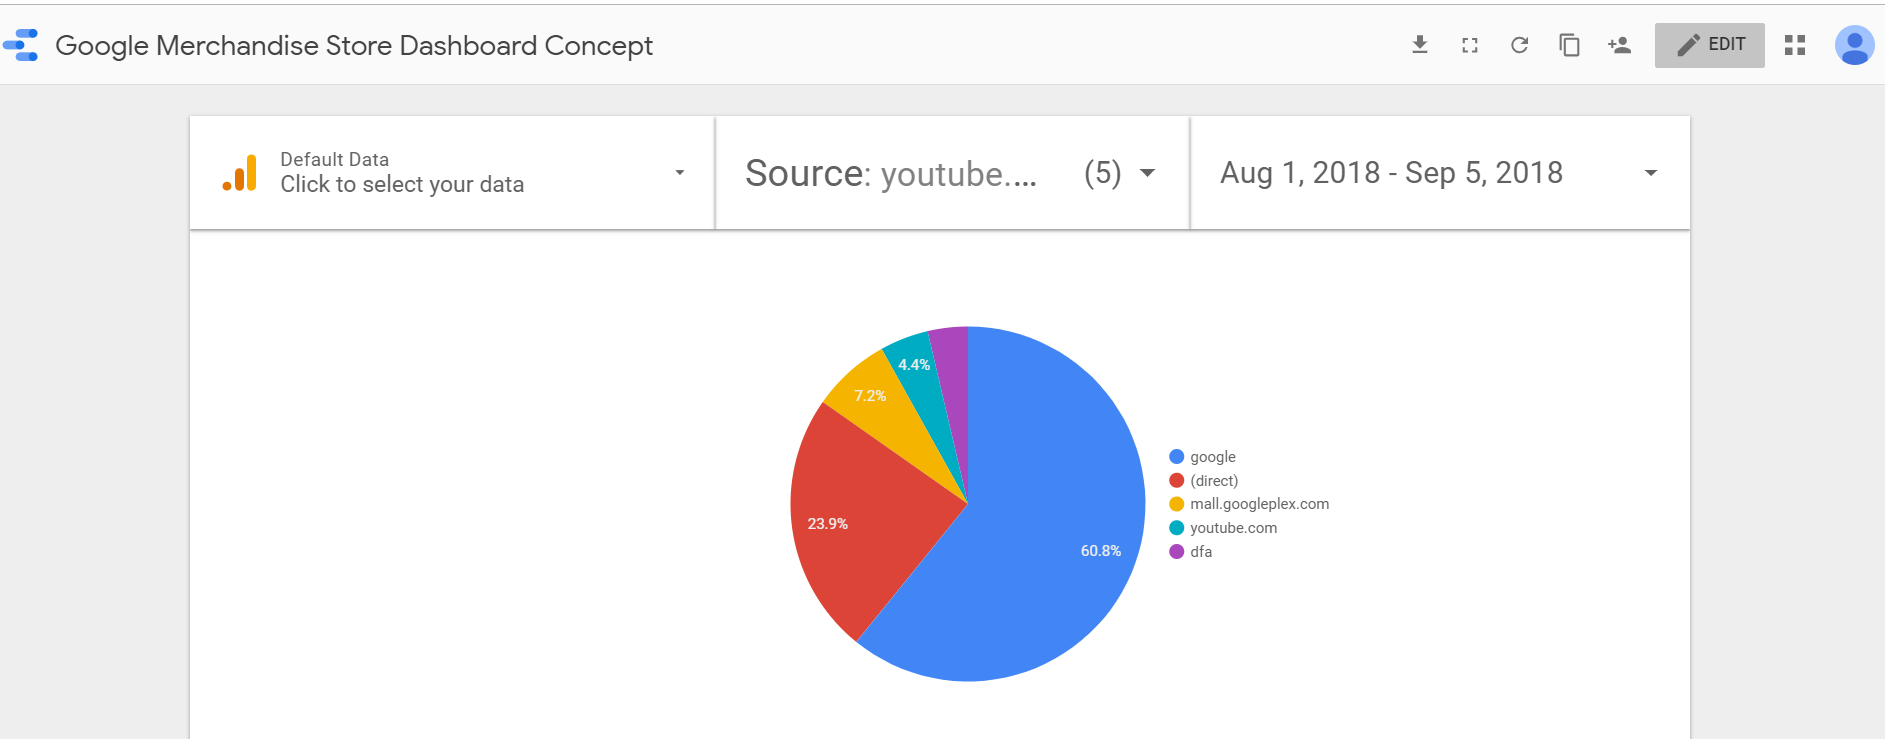 Google Merchandise Store Dashboard Concept
EDIT
Default Data
Click to select your data
Source: youtube.... (5)
Aug 1, 2018 - Sep 5, 2018
4.4%
7.2%
23.9%
60.8%
google
(direct)
mall.googleplex.com
youtube.com
dfa